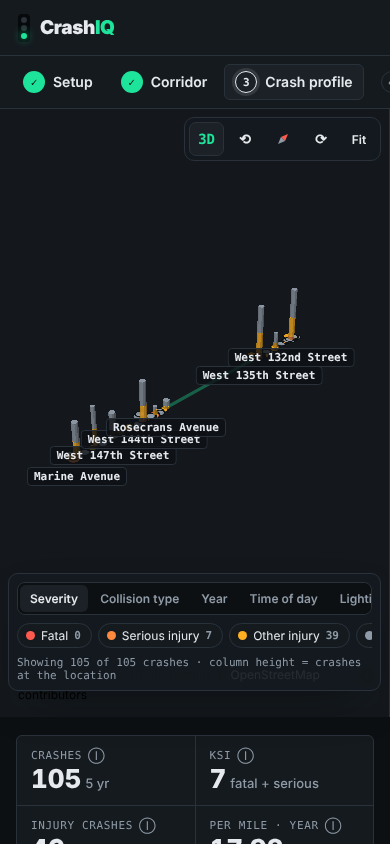 CrashIQ
✓ Setup ✓ Corridor 3 Crash profile
3D ⟲ ⟳ Fit
West 132nd Street
West 135th Street
Rosecrans Avenue
West 144th Street
West 147th Street
Marine Avenue
Severity Collision type Year Time of day Lighti
Fatal 0 Serious injury 7 Other injury 39
Showing 105 of 105 crashes · column height = crashes
at the location
OpenStreetMap
contributors
CRASHES KSI
105 5 yr 7 fatal + serious
INJURY CRASHES PER MILE · YEAR